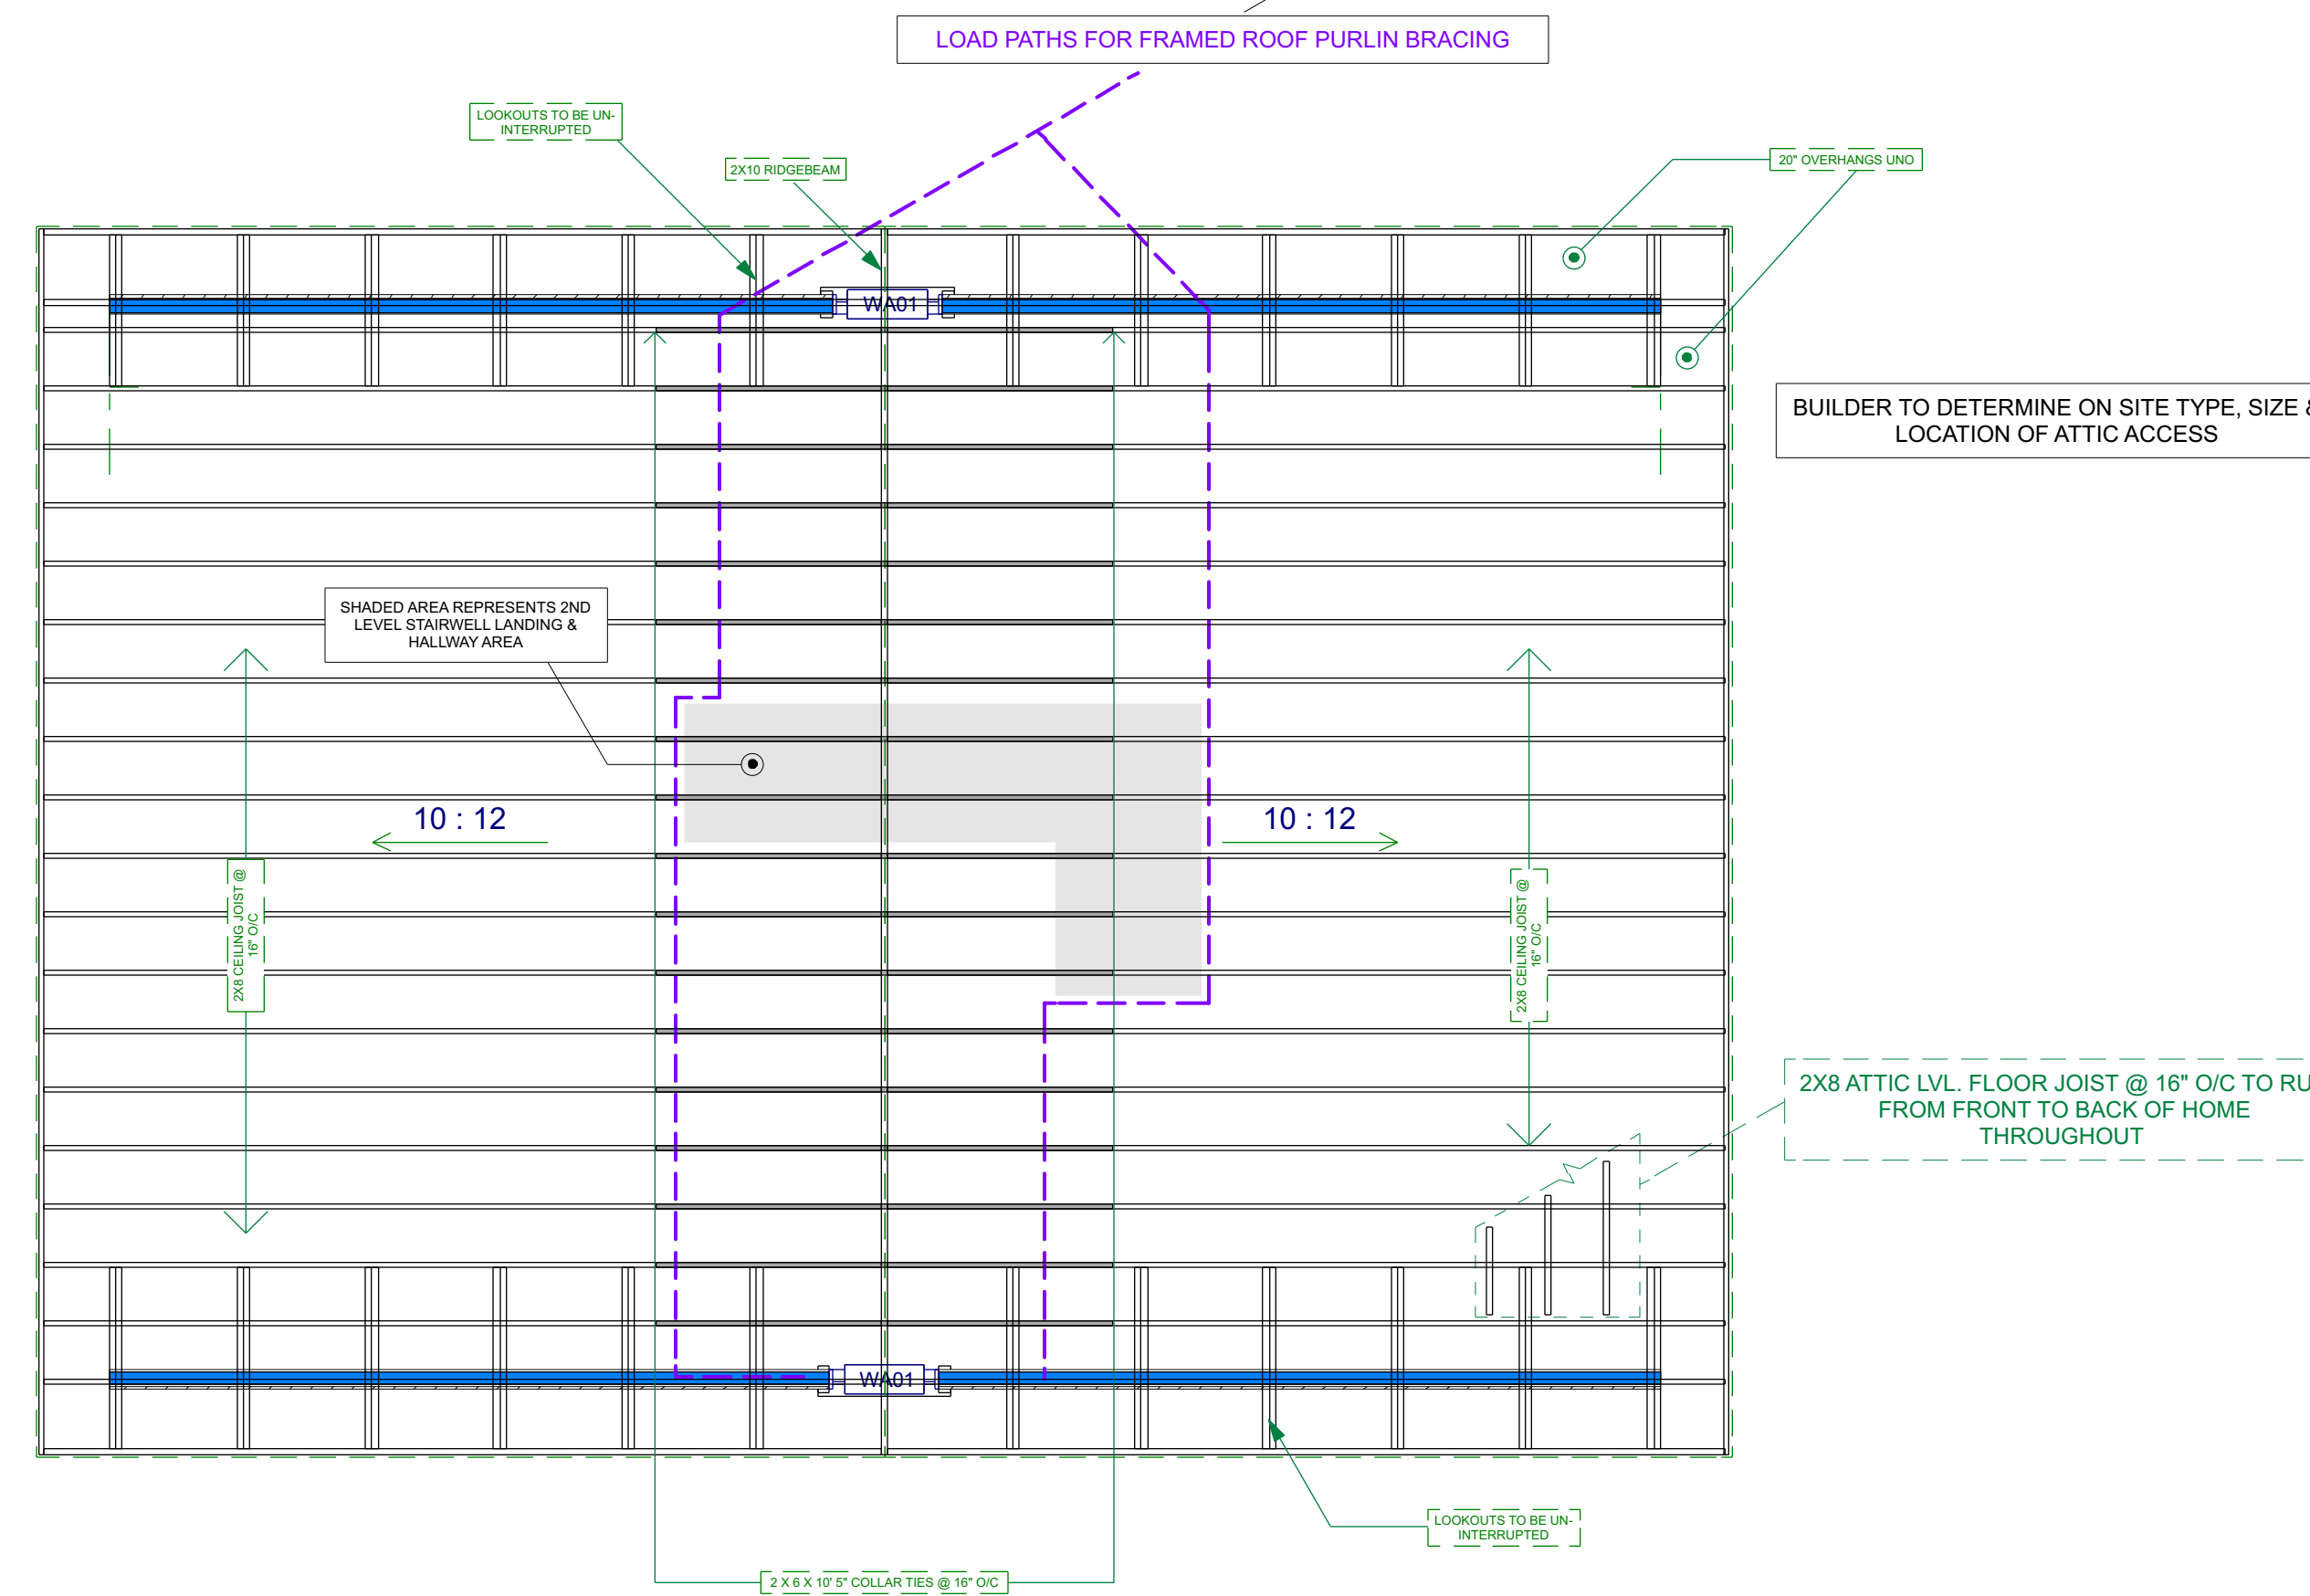 LOAD PATHS FOR FRAMED ROOF PURLIN BRACING
LOOKOUTS TO BE UN-
INTERRUPTED
2X10 RIDGEBEAM
20" OVERHANGS UNO
WA01
BUILDER TO DETERMINE ON SITE TYPE, SIZE &
LOCATION OF ATTIC ACCESS
SHADED AREA REPRESENTS 2ND
LEVEL STAIRWELL LANDING &
HALLWAY AREA
10 : 12
10 : 12
2X8 CEILING JOIST @
16" O/C
2X8 CEILING JOIST @
16" O/C
2X8 ATTIC LVL. FLOOR JOIST @ 16" O/C TO RU
FROM FRONT TO BACK OF HOME
THROUGHOUT
WA01
LOOKOUTS TO BE UN-
INTERRUPTED
2 X 6 X 10' 5" COLLAR TIES @ 16" O/C